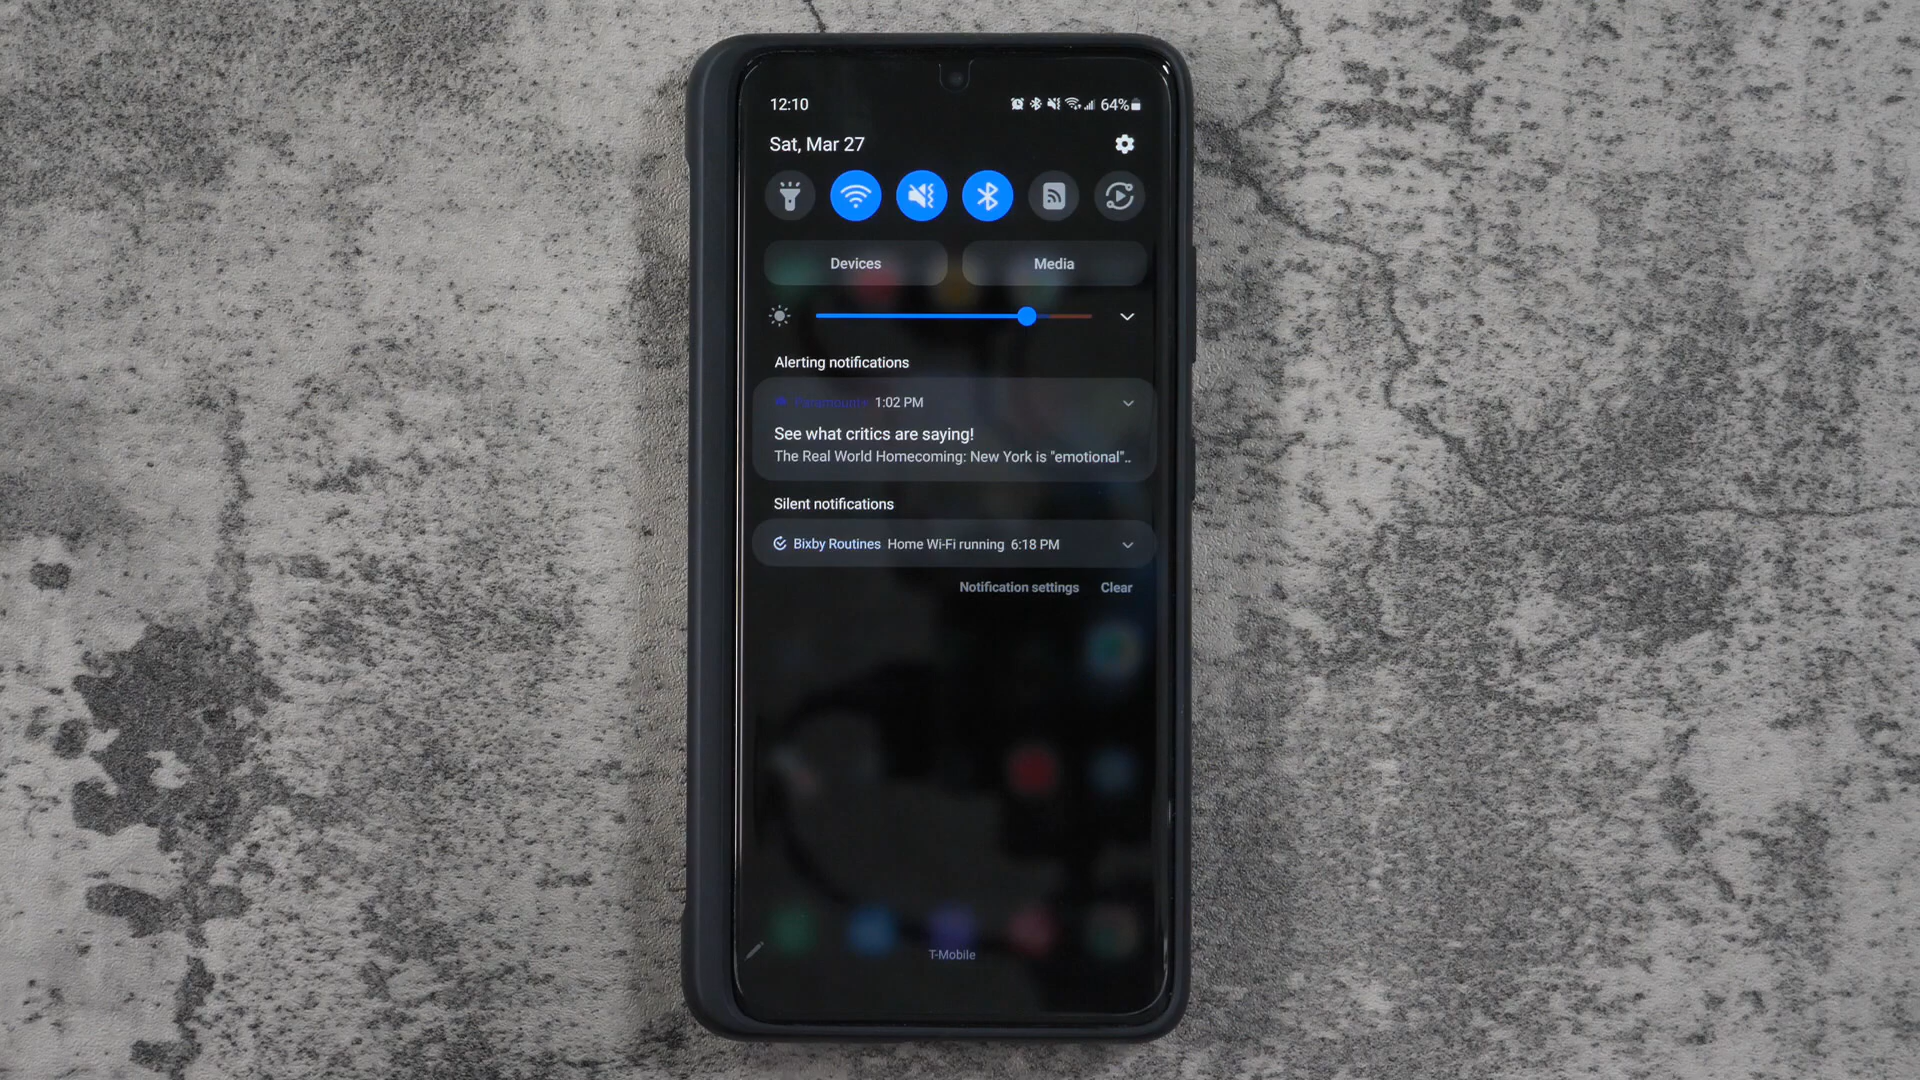 12:10 64%
Sat, Mar 27
Devices Media
Alerting notifications
Paramount+ 1:02 PM
See what critics are saying!
The Real World Homecoming: New York is "emotional"..
Silent notifications
Bixby Routines Home Wi-Fi running 6:18 PM
Notification settings Clear
T-Mobile